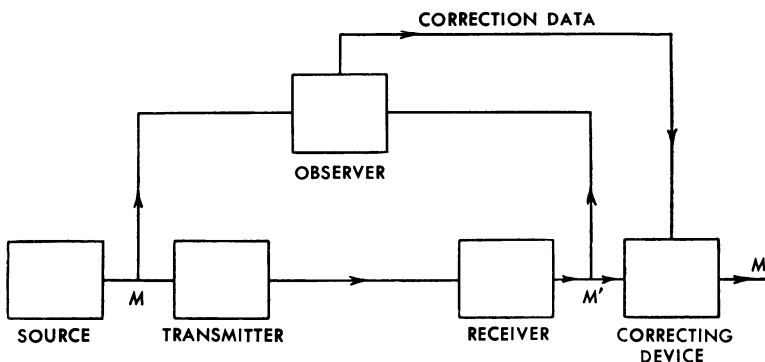 CORRECTION DATA
OBSERVER
M
M'
M
SOURCE
TRANSMITTER
RECEIVER
CORRECTING
DEVICE